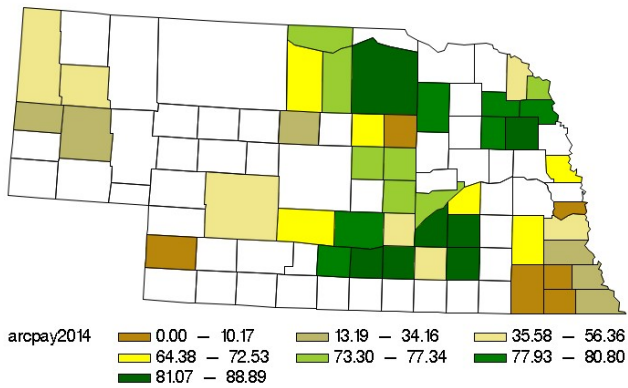 arcpay2014 0.00 – 10.17 13.19 – 34.16 35.58 – 56.36
64.38 – 72.53 73.30 – 77.34 77.93 – 80.80
81.07 – 88.89